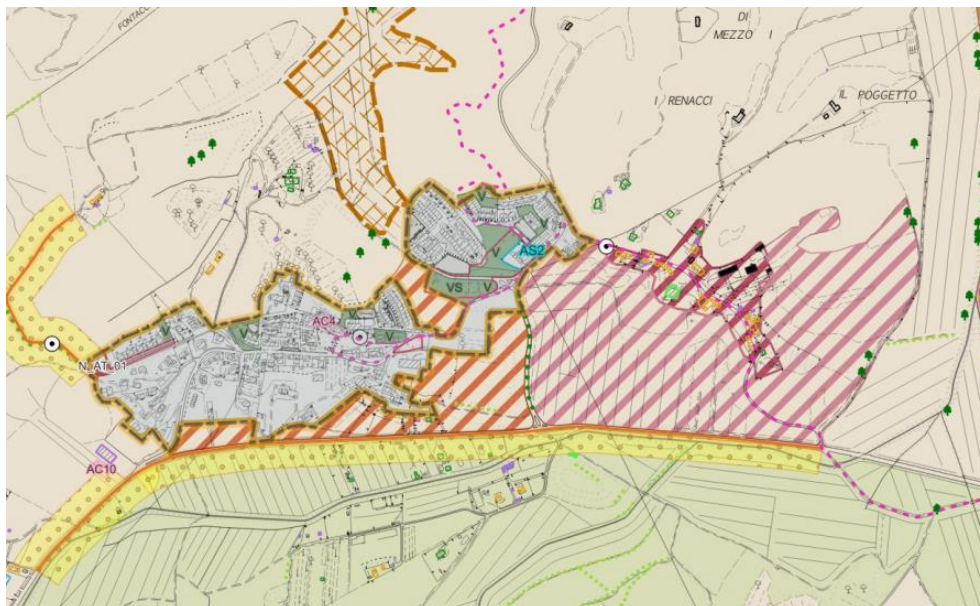 FONTACC
DI
MEZZO I
I RENACCI
IL POGGETTO
V
V
AS2
VS
V
V
V
AC4
V
N_AT_01
AC10